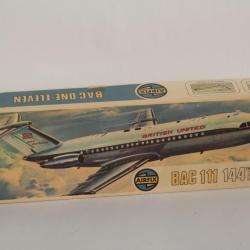 BAC ONE-ELEVEN
AIRFIX
BRITISH UNITED
AIRFIX
BAC 111